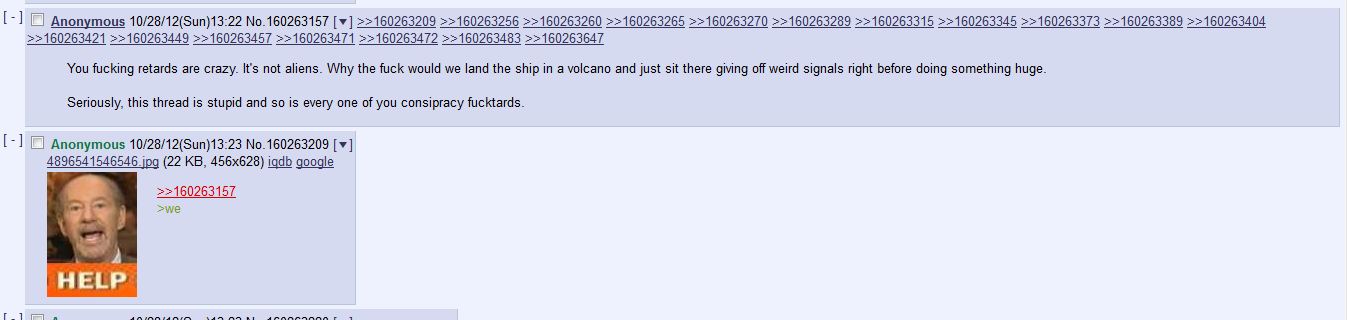 [ - ] Anonymous 10/28/12(Sun)13:22 No.160263157 [▼] >>160263209 >>160263256 >>160263260 >>160263265 >>160263270 >>160263289 >>160263315 >>160263345 >>160263373 >>160263389 >>160263404
>>160263421 >>160263449 >>160263457 >>160263471 >>160263472 >>160263483 >>160263647
You fucking retards are crazy. It's not aliens. Why the fuck would we land the ship in a volcano and just sit there giving off weird signals right before doing something huge.
Seriously, this thread is stupid and so is every one of you consipracy fucktards.
[ - ] Anonymous 10/28/12(Sun)13:23 No.160263209 [▼]
4896541546546.jpg (22 KB, 456x628) iqdb google
>>160263157
>we
HELP